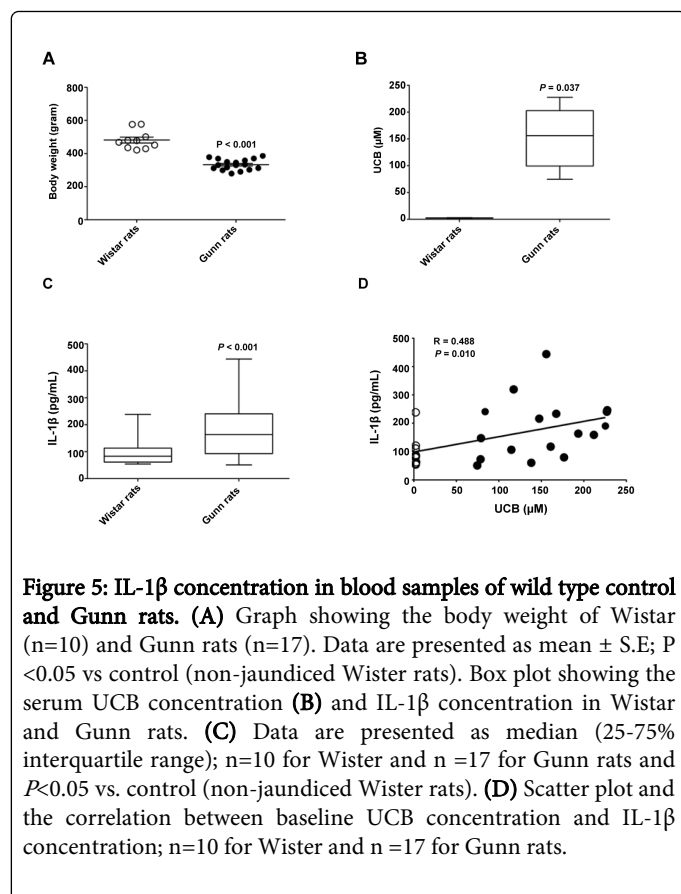 A
800
600
400
200
0
Body weight (gram)
P < 0.001
Wistar rats
Gunn rats
B
250
200
150
100
50
0
UCB (µM)
P = 0.037
Wistar rats
Gunn rats
C
500
400
300
200
100
0
IL-1β (pg/mL)
P < 0.001
Wistar rats
Gunn rats
D
500
400
300
200
100
0
IL-1β (pg/mL)
R = 0.488
P = 0.010
0 50 100 150 200 250
UCB (µM)
Figure 5: IL-1β concentration in blood samples of wild type control
and Gunn rats. (A) Graph showing the body weight of Wistar
(n=10) and Gunn rats (n=17). Data are presented as mean ± S.E; P
<0.05 vs control (non-jaundiced Wister rats). Box plot showing the
serum UCB concentration (B) and IL-1β concentration in Wistar
and Gunn rats. (C) Data are presented as median (25-75%
interquartile range); n=10 for Wister and n =17 for Gunn rats and
P<0.05 vs. control (non-jaundiced Wister rats). (D) Scatter plot and
the correlation between baseline UCB concentration and IL-1β
concentration; n=10 for Wister and n =17 for Gunn rats.